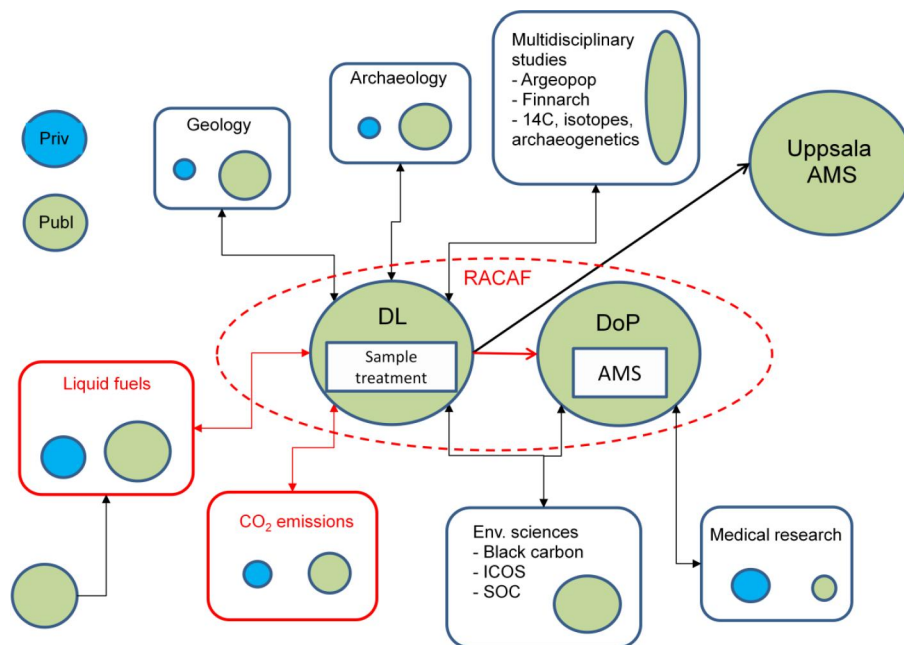 Multidisciplinary
studies
- Argeopop
- Finnarch
- 14C, isotopes,
archaeogenetics
Archaeology
Geology
Priv
Publ
Uppsala
AMS
RACAF
DL
Sample
treatment
DoP
AMS
Liquid fuels
CO₂ emissions
Env. sciences
- Black carbon
- ICOS
- SOC
Medical research